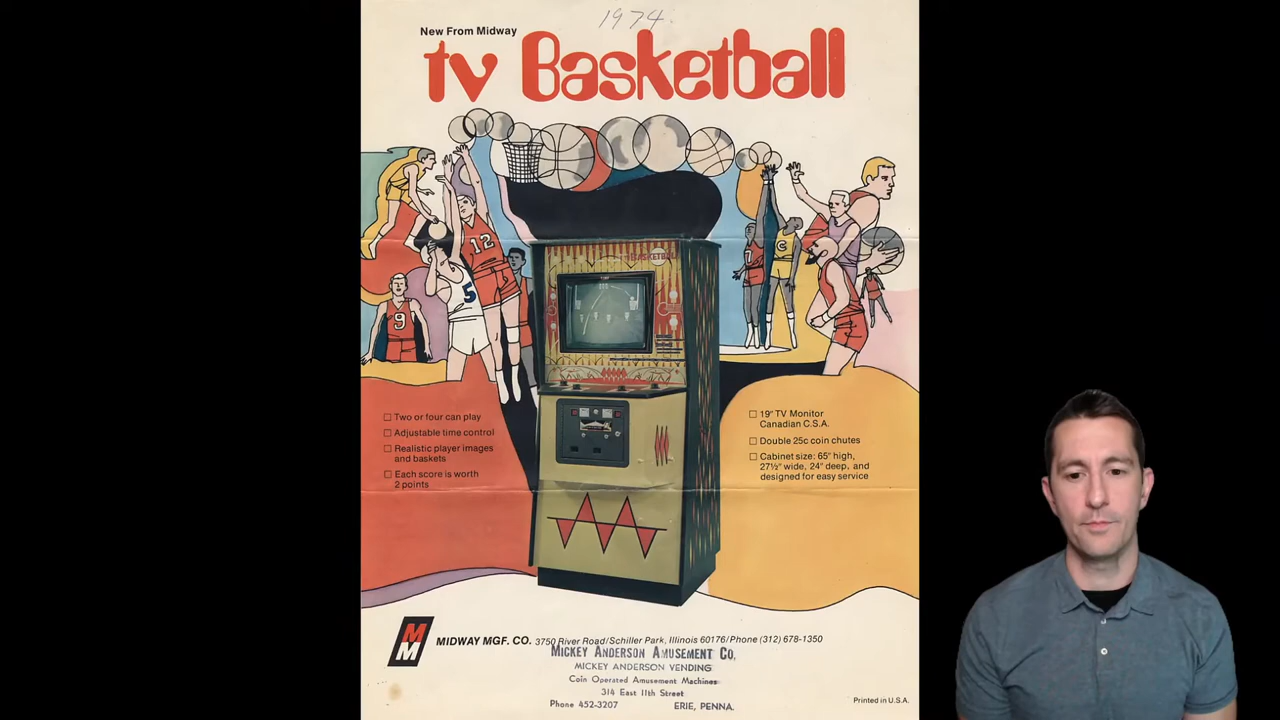 1974
New From Midway
tv Basketball
12
5
9
C
□ Two or four can play
□ Adjustable time control
□ Realistic player images
and baskets
□ Each score is worth
2 points
BASKETBALL
□ 19" TV Monitor
Canadian C.S.A.
□ Double 25c coin chutes
□ Cabinet size: 65" high,
27½" wide, 24" deep, and
designed for easy service
M
M
MIDWAY MGF. CO. 3750 River Road/Schiller Park, Illinois 60176/Phone (312) 678-1350
MICKEY ANDERSON AMUSEMENT CO.
MICKEY ANDERSON VENDING
Coin Operated Amusement Machines
314 East 11th Street
Phone 452-3207 ERIE, PENNA.
Printed in U.S.A.